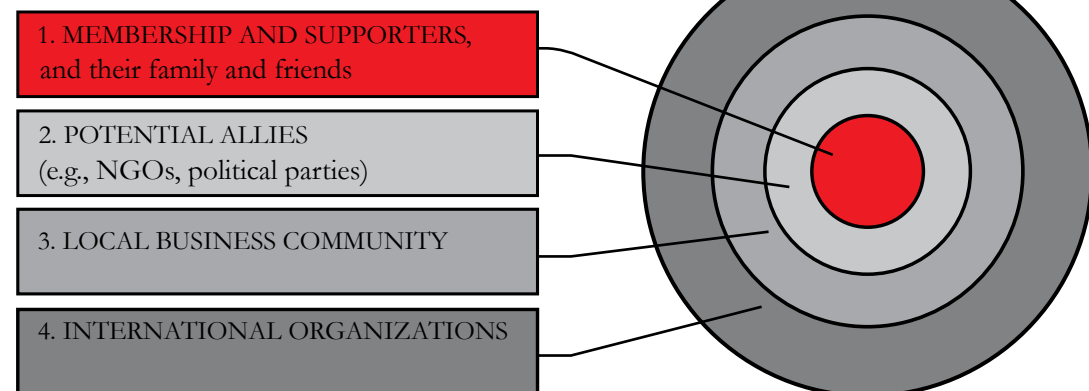 1. MEMBERSHIP AND SUPPORTERS,
and their family and friends
2. POTENTIAL ALLIES
(e.g., NGOs, political parties)
3. LOCAL BUSINESS COMMUNITY
4. INTERNATIONAL ORGANIZATIONS